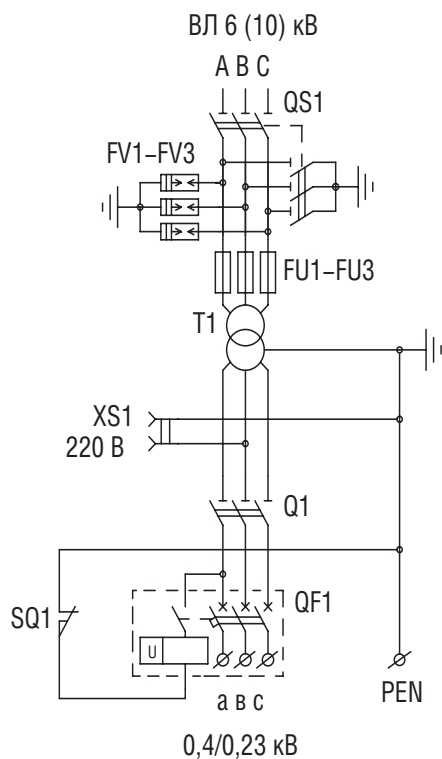 ВЛ 6 (10) кВ
А В С
QS1
FV1–FV3
FU1–FU3
T1
XS1
220 В
Q1
QF1
SQ1
U
PEN
а в с
0,4/0,23 кВ